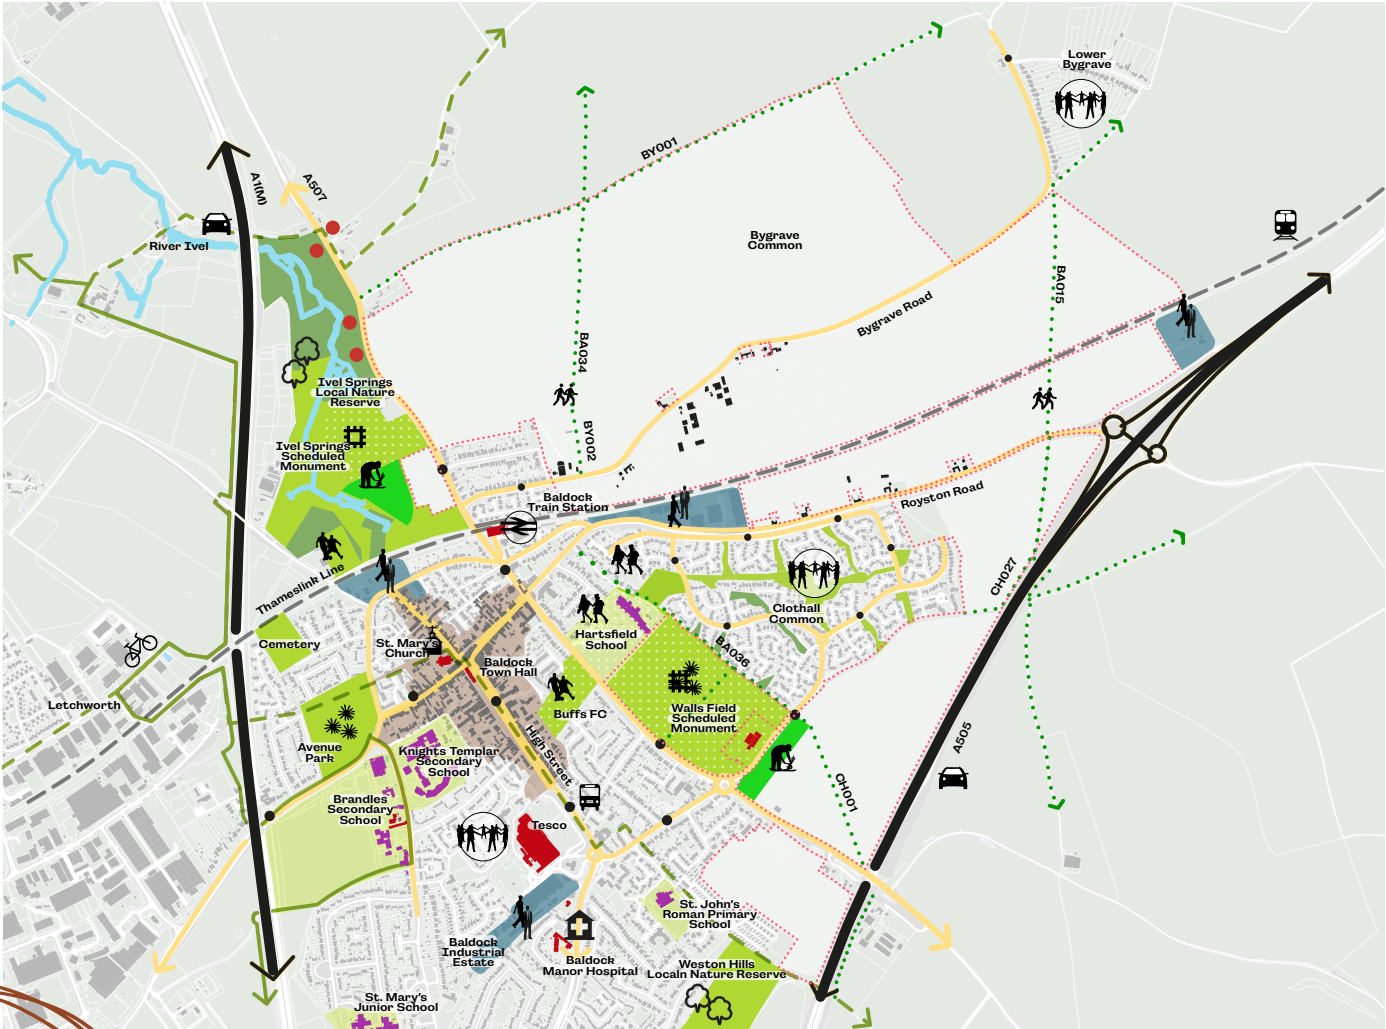 Lower
Bygrave
BY001
A1(M)
A507
River Ivel
Bygrave
Common
BA015
Bygrave Road
BA034
Ivel Springs
Local Nature
Reserve
BY002
Ivel Springs
Scheduled
Monument
Baldock
Train Station
Royston Road
Thameslink Line
CH027
Clothall
Common
Hartsfield
School
Cemetery
St. Mary's
Church
BA036
Baldock
Town Hall
Letchworth
Walls Field
Scheduled
Monument
Buffs FC
Avenue
Park
High Street
A505
Knights Templar
Secondary
School
CH001
Brandles
Secondary
School
Tesco
St. John's
Roman Primary
School
Baldock
Industrial
Estate
Baldock
Manor Hospital
Weston Hills
Localn Nature Reserve
St. Mary's
Junior School